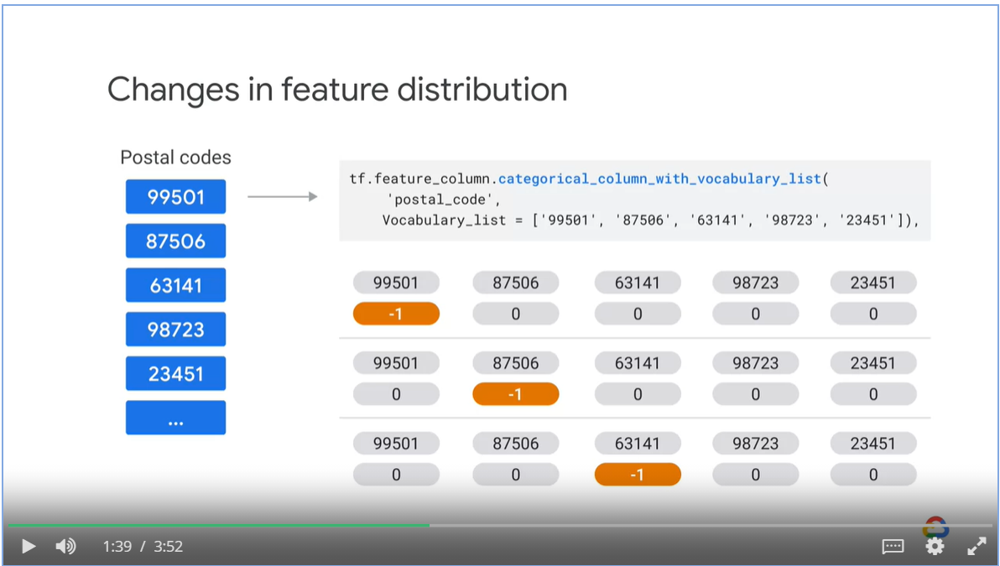 Changes in feature distribution
Postal codes
99501
87506
63141
98723
23451
...
tf.feature_column.categorical_column_with_vocabulary_list(
'postal_code',
Vocabulary_list = ['99501', '87506', '63141', '98723', '23451']),
99501 87506 63141 98723 23451
-1 0 0 0 0
99501 87506 63141 98723 23451
0 -1 0 0 0
99501 87506 63141 98723 23451
0 0 -1 0 0
1:39 / 3:52